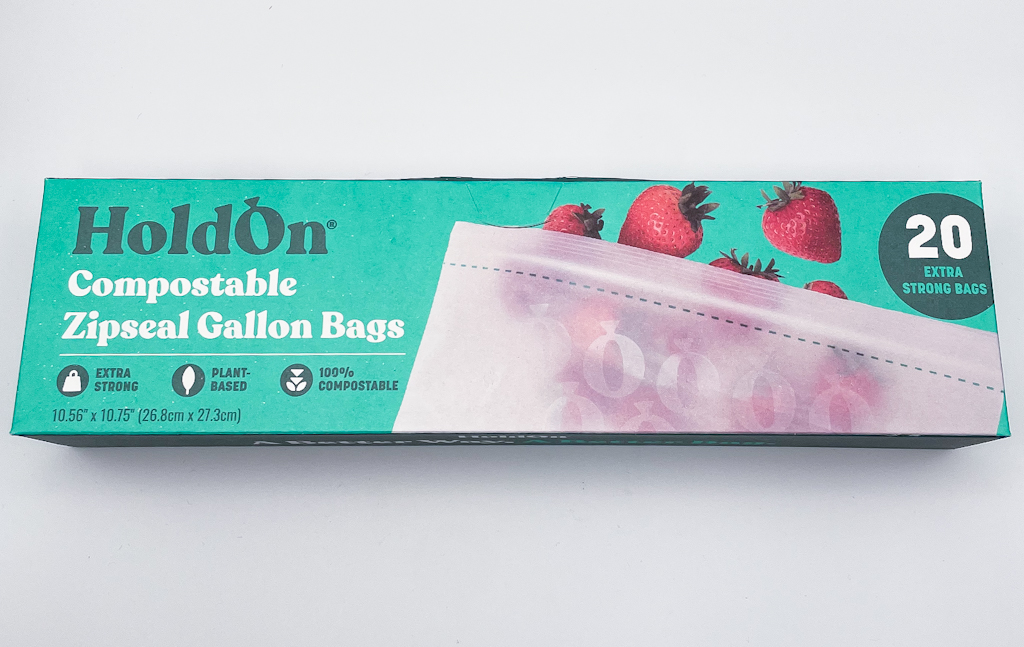 HoldOn®
Compostable
Zipseal Gallon Bags
EXTRA
STRONG
PLANT-
BASED
100%
COMPOSTABLE
10.56" x 10.75" (26.8cm x 27.3cm)
20
EXTRA
STRONG BAGS
HoldOn